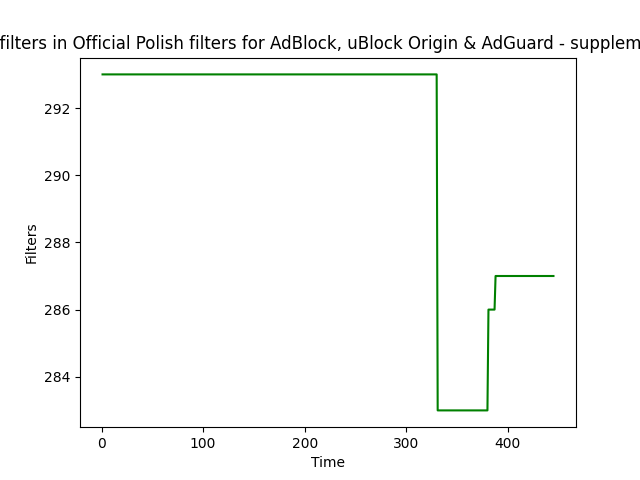 filters in Official Polish filters for AdBlock, uBlock Origin & AdGuard - supplem
292
290
288
286
284
Filters
0 100 200 300 400
Time